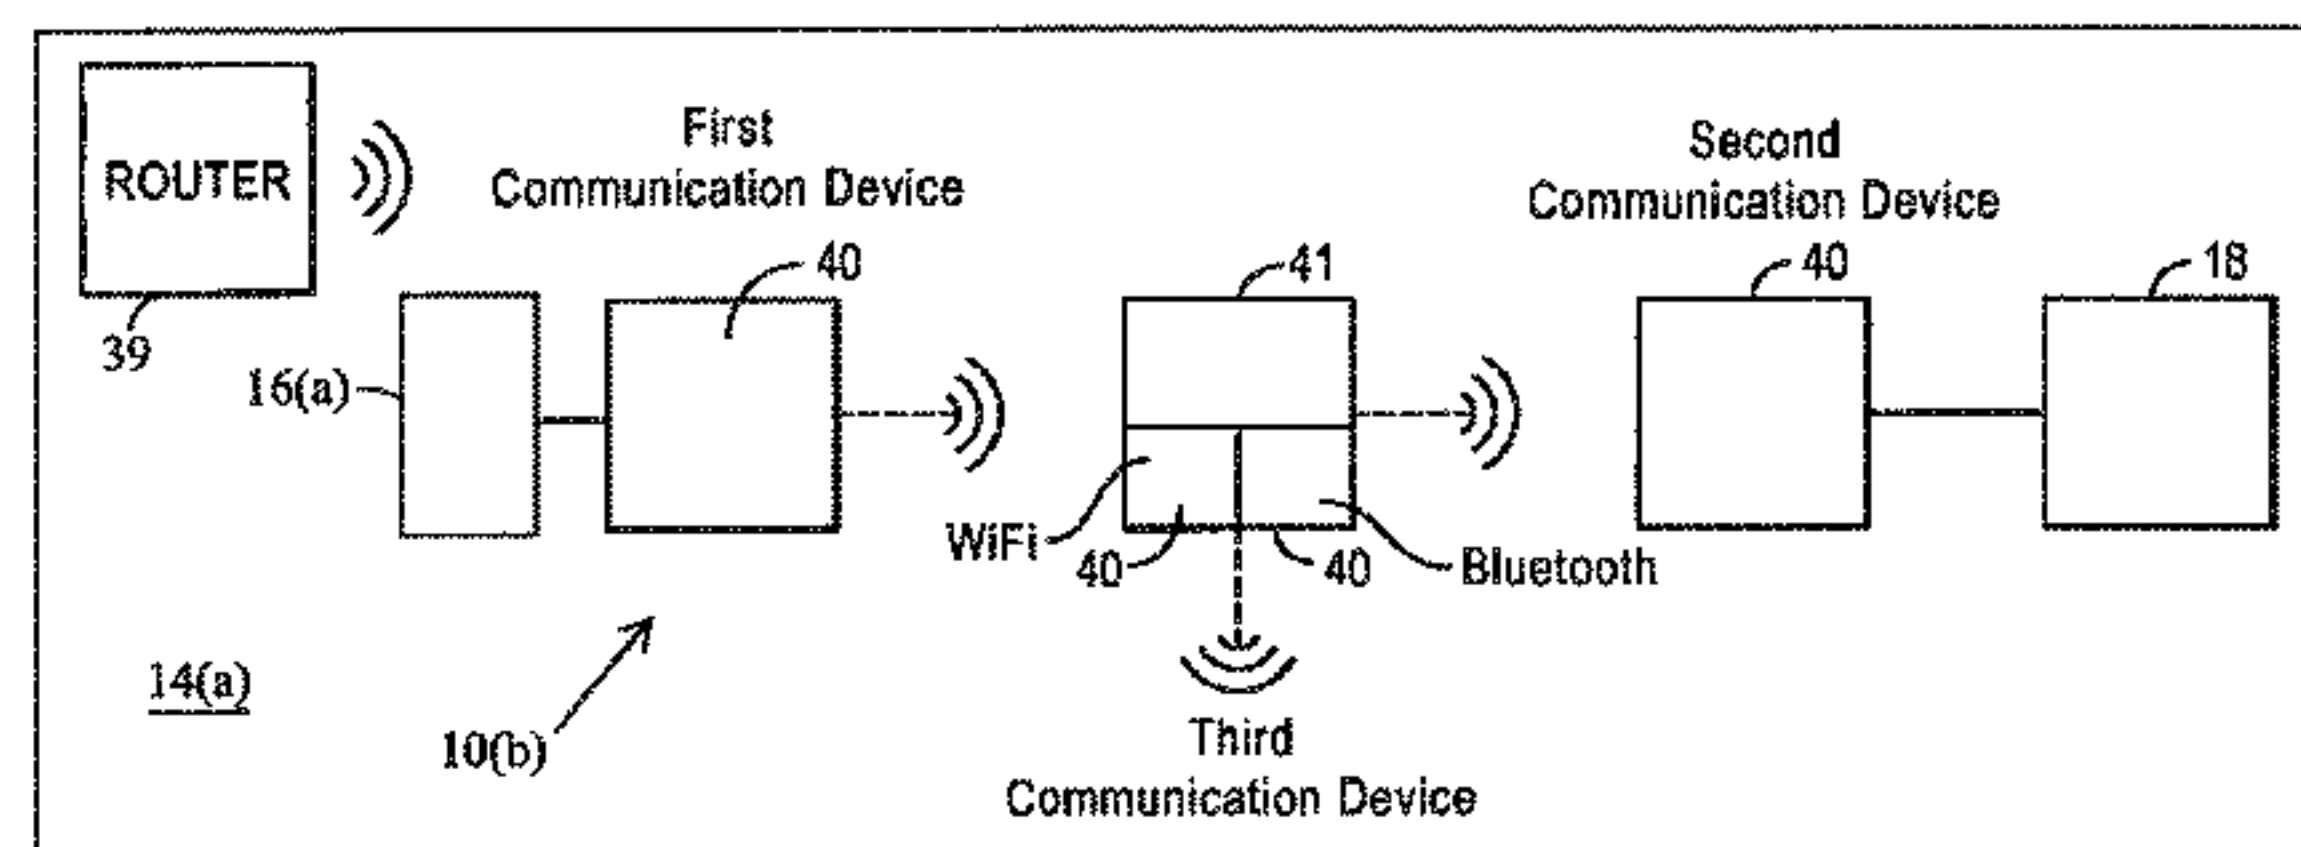 ROUTER
39
First
Communication Device
40
16(a)
41
Second
Communication Device
40
18
WiFi
40
40
Bluetooth
14(a)
10(b)
Third
Communication Device